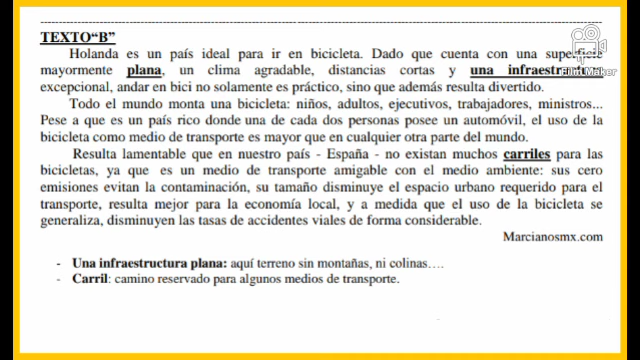 TEXTO“B”
Holanda es un país ideal para ir en bicicleta. Dado que cuenta con una superficie
mayormente plana, un clima agradable, distancias cortas y una infraestructura
excepcional, andar en bici no solamente es práctico, sino que además resulta divertido.
Todo el mundo monta una bicicleta: niños, adultos, ejecutivos, trabajadores, ministros...
Pese a que es un país rico donde una de cada dos personas posee un automóvil, el uso de la
bicicleta como medio de transporte es mayor que en cualquier otra parte del mundo.
Resulta lamentable que en nuestro país - España - no existan muchos carriles para las
bicicletas, ya que es un medio de transporte amigable con el medio ambiente: sus cero
emisiones evitan la contaminación, su tamaño disminuye el espacio urbano requerido para el
transporte, resulta mejor para la economía local, y a medida que el uso de la bicicleta se
generaliza, disminuyen las tasas de accidentes viales de forma considerable.
Marcianosmx.com
- Una infraestructura plana: aquí terreno sin montañas, ni colinas….
- Carril: camino reservado para algunos medios de transporte.
Film Maker